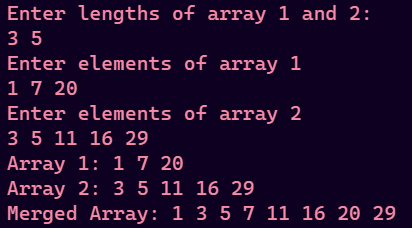 Enter lengths of array 1 and 2:
3 5
Enter elements of array 1
1 7 20
Enter elements of array 2
3 5 11 16 29
Array 1: 1 7 20
Array 2: 3 5 11 16 29
Merged Array: 1 3 5 7 11 16 20 29